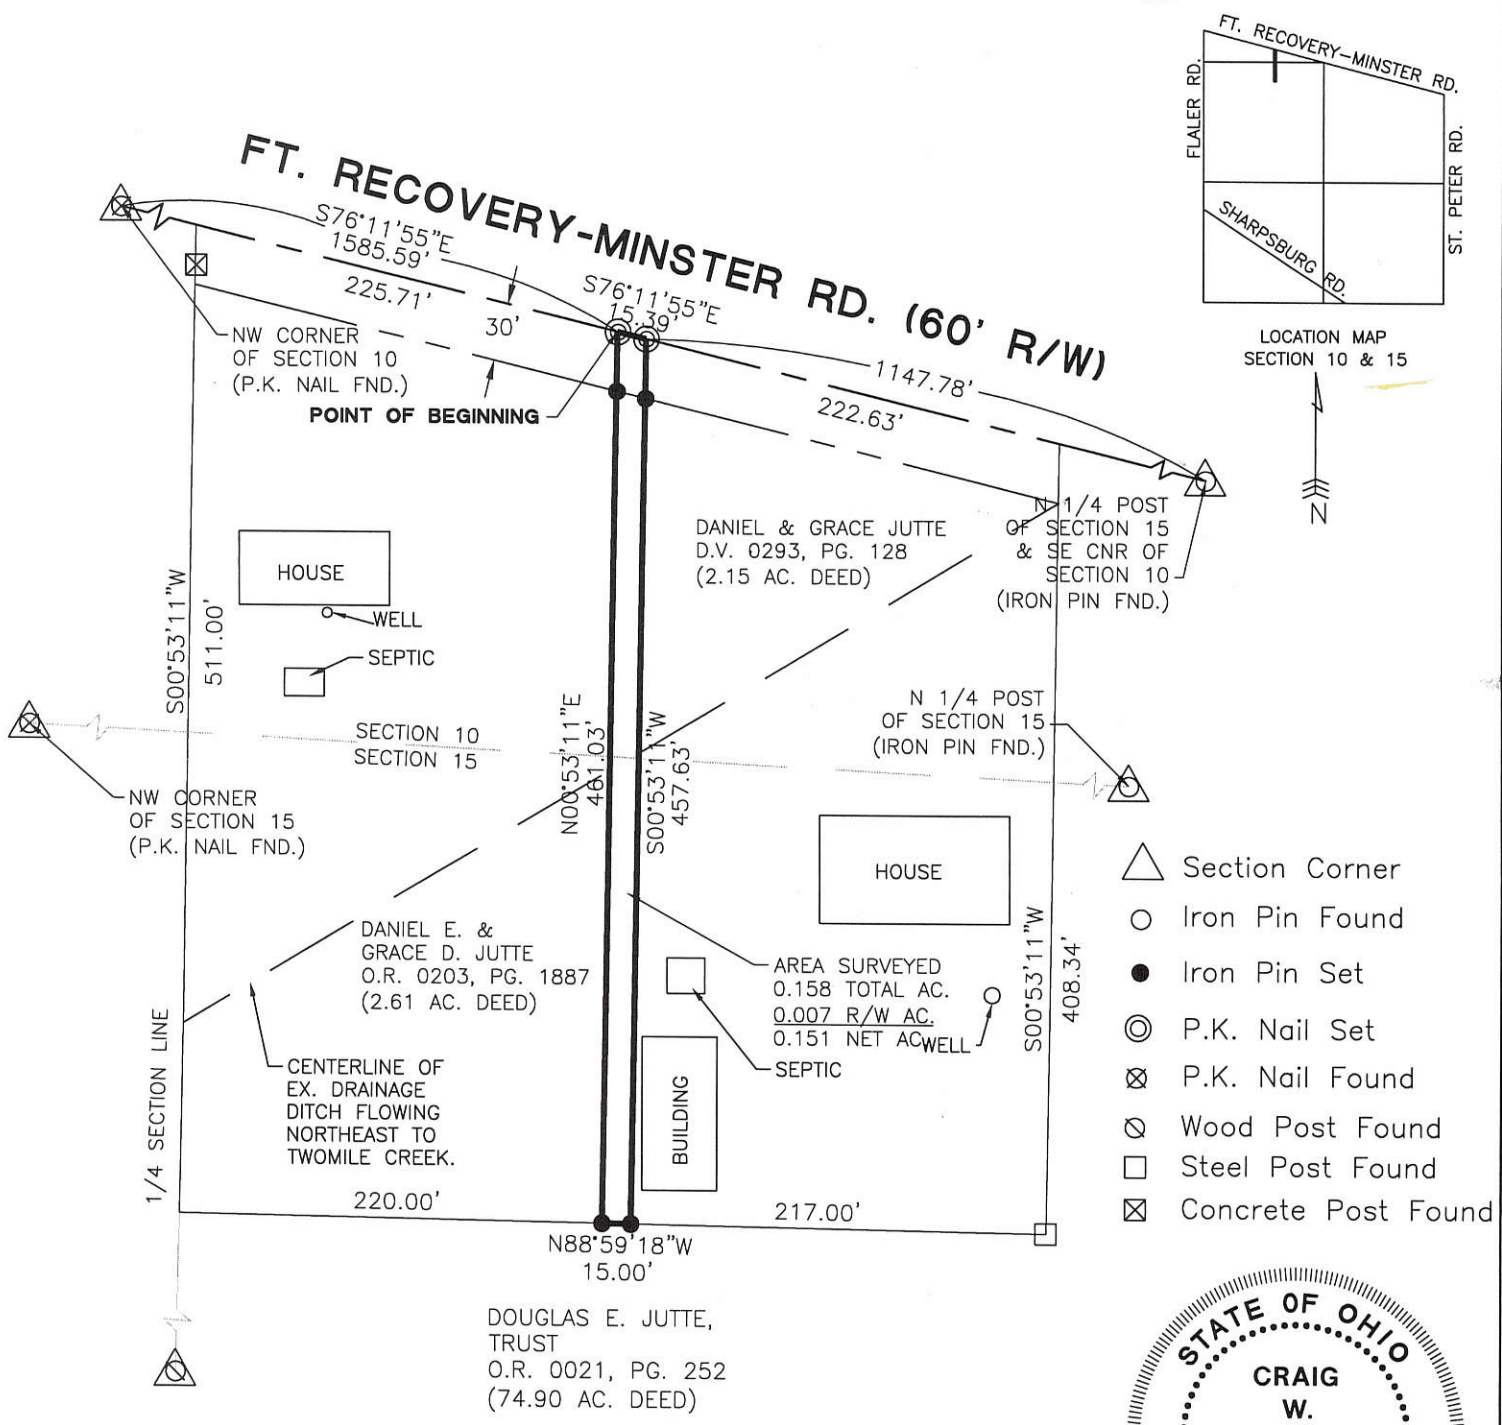 FT. RECOVERY-MINSTER RD.
FLALER RD.
ST. PETER RD.
SHARPSBURG RD.
LOCATION MAP
SECTION 10 & 15
N
FT. RECOVERY-MINSTER RD. (60' R/W)
S76°11'55"E
1585.59'
225.71'
30'
S76°11'55"E
15.39'
1147.78'
222.63'
NW CORNER
OF SECTION 10
(P.K. NAIL FND.)
POINT OF BEGINNING
N 1/4 POST
OF SECTION 15
& SE CNR OF
SECTION 10
(IRON PIN FND.)
DANIEL & GRACE JUTTE
D.V. 0293, PG. 128
(2.15 AC. DEED)
HOUSE
WELL
SEPTIC
S00°53'11"W
511.00'
SECTION 10
SECTION 15
N00°53'11"E
461.03'
S00°53'11"W
457.63'
N 1/4 POST
OF SECTION 15
(IRON PIN FND.)
NW CORNER
OF SECTION 15
(P.K. NAIL FND.)
HOUSE
DANIEL E. &
GRACE D. JUTTE
O.R. 0203, PG. 1887
(2.61 AC. DEED)
AREA SURVEYED
0.158 TOTAL AC.
0.007 R/W AC.
0.151 NET AC.
WELL
SEPTIC
S00°53'11"W
408.34'
1/4 SECTION LINE
CENTERLINE OF
EX. DRAINAGE
DITCH FLOWING
NORTHEAST TO
TWOMILE CREEK.
BUILDING
220.00'
217.00'
N88°59'18"W
15.00'
DOUGLAS E. JUTTE,
TRUST
O.R. 0021, PG. 252
(74.90 AC. DEED)
Section Corner
Iron Pin Found
Iron Pin Set
P.K. Nail Set
P.K. Nail Found
Wood Post Found
Steel Post Found
Concrete Post Found
STATE OF OHIO
CRAIG
W.